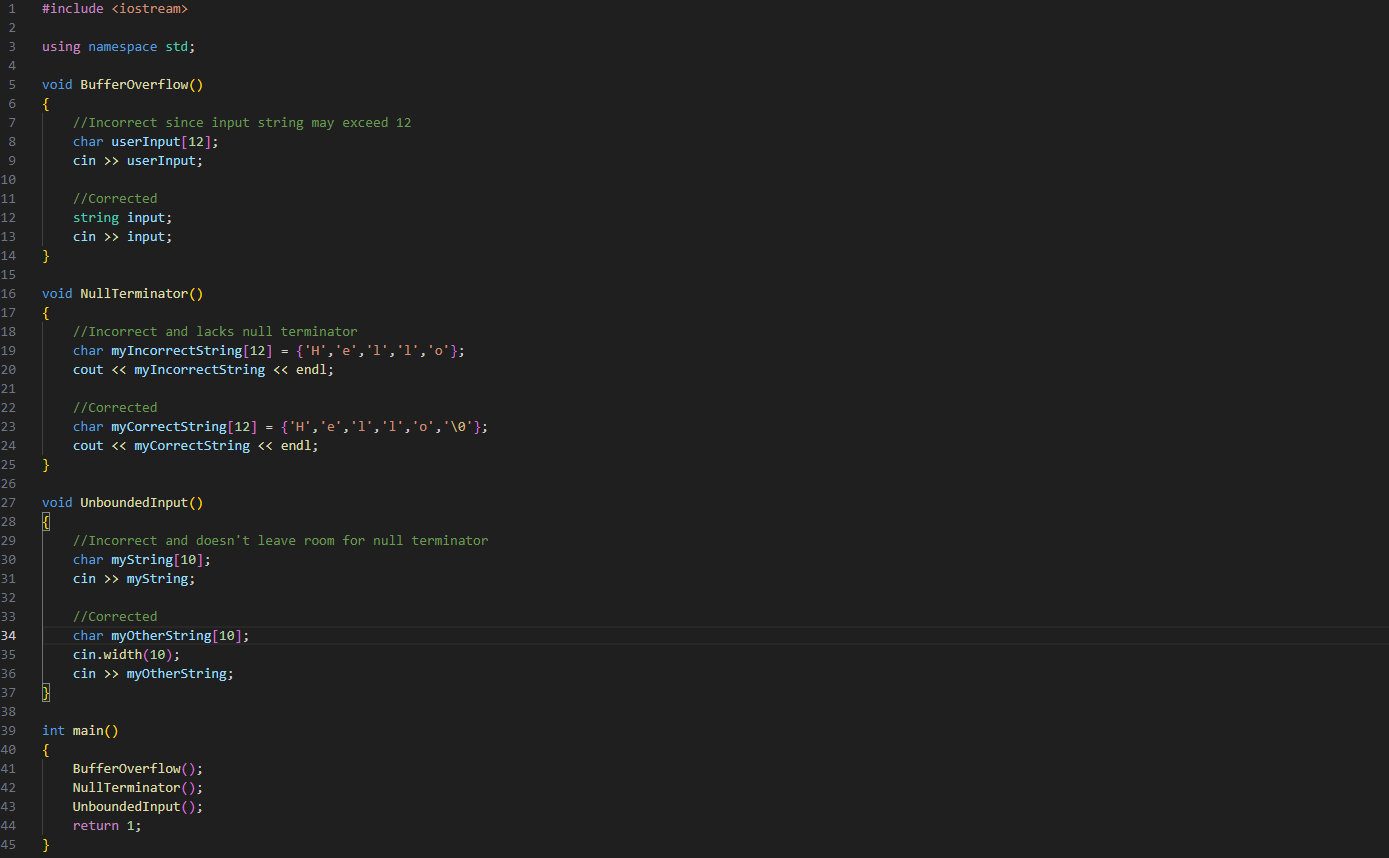 1 #include <iostream>
2
3 using namespace std;
4
5 void BufferOverflow()
6 {
7 //Incorrect since input string may exceed 12
8 char userInput[12];
9 cin >> userInput;
10
11 //Corrected
12 string input;
13 cin >> input;
14 }
15
16 void NullTerminator()
17 {
18 //Incorrect and lacks null terminator
19 char myIncorrectString[12] = {'H','e','l','l','o'};
20 cout << myIncorrectString << endl;
21
22 //Corrected
23 char myCorrectString[12] = {'H','e','l','l','o','\0'};
24 cout << myCorrectString << endl;
25 }
26
27 void UnboundedInput()
28 {
29 //Incorrect and doesn't leave room for null terminator
30 char myString[10];
31 cin >> myString;
32
33 //Corrected
34 char myOtherString[10];
35 cin.width(10);
36 cin >> myOtherString;
37 }
38
39 int main()
40 {
41 BufferOverflow();
42 NullTerminator();
43 UnboundedInput();
44 return 1;
45 }